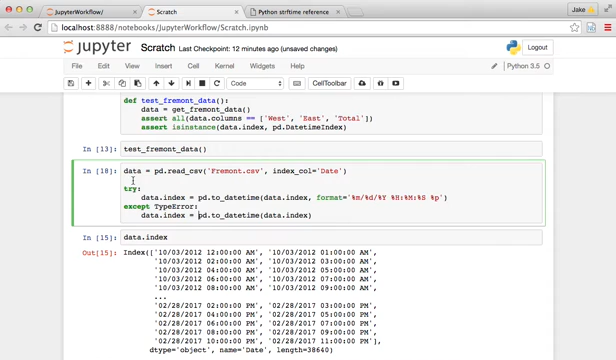 JupyterWorkflow/
Scratch
Python strftime reference
Jake
localhost:8888/notebooks/JupyterWorkflow/Scratch.ipynb
jupyter Scratch Last Checkpoint: 12 minutes ago (unsaved changes)
Logout
File Edit View Insert Cell Kernel Widgets Help Python 3.5
Code CellToolbar
def test_fremont_data():
data = get_fremont_data()
assert all(data.columns == ['West', 'East', 'Total'])
assert isinstance(data.index, pd.DatetimeIndex)
In [13]: test_fremont_data()
In [18]: data = pd.read_csv('Fremont.csv', index_col='Date')
try:
data.index = pd.to_datetime(data.index, format='%m/%d/%Y %H:%M:%S %p')
except TypeError:
data.index = pd.to_datetime(data.index)
In [15]: data.index
Out[15]: Index(['10/03/2012 12:00:00 AM', '10/03/2012 01:00:00 AM',
'10/03/2012 02:00:00 AM', '10/03/2012 03:00:00 AM',
'10/03/2012 04:00:00 AM', '10/03/2012 05:00:00 AM',
'10/03/2012 06:00:00 AM', '10/03/2012 07:00:00 AM',
'10/03/2012 08:00:00 AM', '10/03/2012 09:00:00 AM',
...
'02/28/2017 02:00:00 PM', '02/28/2017 03:00:00 PM',
'02/28/2017 04:00:00 PM', '02/28/2017 05:00:00 PM',
'02/28/2017 06:00:00 PM', '02/28/2017 07:00:00 PM',
'02/28/2017 08:00:00 PM', '02/28/2017 09:00:00 PM',
'02/28/2017 10:00:00 PM', '02/28/2017 11:00:00 PM'],
dtype='object', name='Date', length=38640)